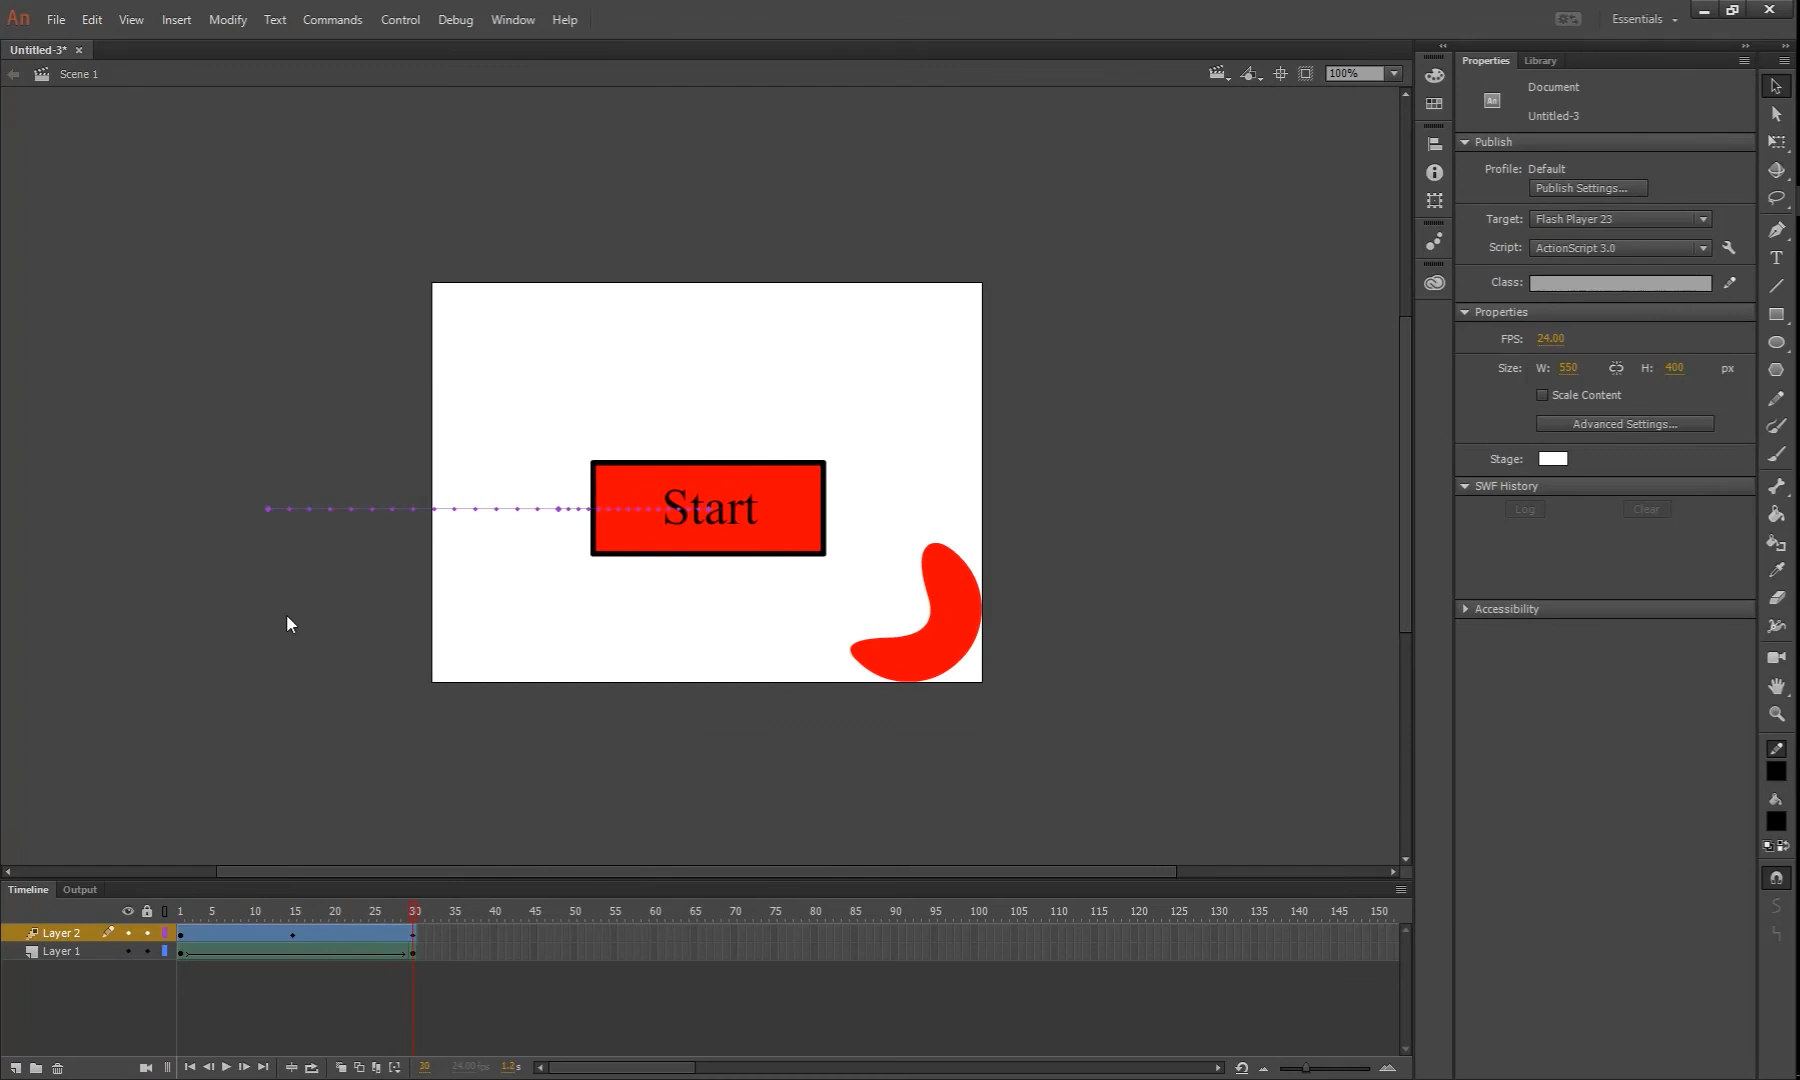 An File Edit View Insert Modify Text Commands Control Debug Window Help Essentials
Untitled-3* ×
Scene 1 100%
Properties Library
Document
Untitled-3
Publish
Profile: Default
Publish Settings...
Target: Flash Player 23
Script: ActionScript 3.0
Class:
Properties
FPS: 24.00
Size: W: 550 H: 400 px
Scale Content
Advanced Settings...
Stage:
SWF History
Log Clear
Accessibility
Start
Timeline Output
1 5 10 15 20 25 30 35 40 45 50 55 60 65 70 75 80 85 90 95 100 105 110 115 120 125 130 135 140 145 150
Layer 2
Layer 1
30 24.00 fps 1.2 s